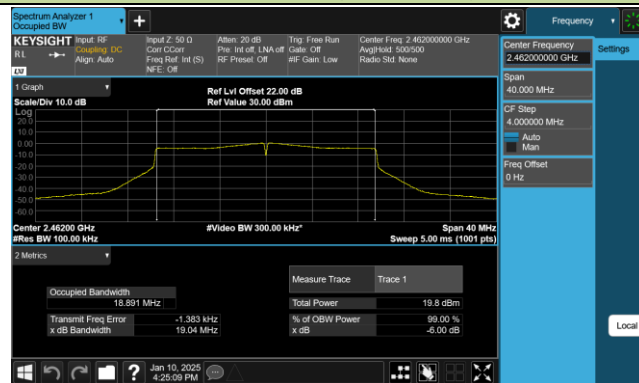 Spectrum Analyzer 1
Occupied BW
Frequency
KEYSIGHT
RL
Input: RF
Coupling: DC
Align: Auto
Input Z: 50 Ω
Corr CCorr
Freq Ref: Int (S)
NFE: Off
Atten: 20 dB
Pre: Int off, LNA off
RF Preset: Off
Trig: Free Run
Gate: Off
#IF Gain: Low
Center Freq: 2.462000000 GHz
Avg|Hold: 500/500
Radio Std: None
LXI
1 Graph
Scale/Div 10.0 dB
Ref Lvl Offset 22.00 dB
Ref Value 30.00 dBm
Log
20.0
10.0
0.00
-10.0
-20.0
-30.0
-40.0
-50.0
-60.0
Center 2.46200 GHz
#Res BW 100.00 kHz
#Video BW 300.00 kHz*
Span 40 MHz
Sweep 5.00 ms (1001 pts)
2 Metrics
Measure Trace Trace 1
Occupied Bandwidth
18.891 MHz
Total Power 19.8 dBm
Transmit Freq Error -1.383 kHz
% of OBW Power 99.00 %
x dB Bandwidth 19.04 MHz
x dB -6.00 dB
Center Frequency
2.462000000 GHz
Settings
Span
40.000 MHz
CF Step
4.000000 MHz
Auto
Man
Freq Offset
0 Hz
Local
?
Jan 10, 2025
4:25:09 PM